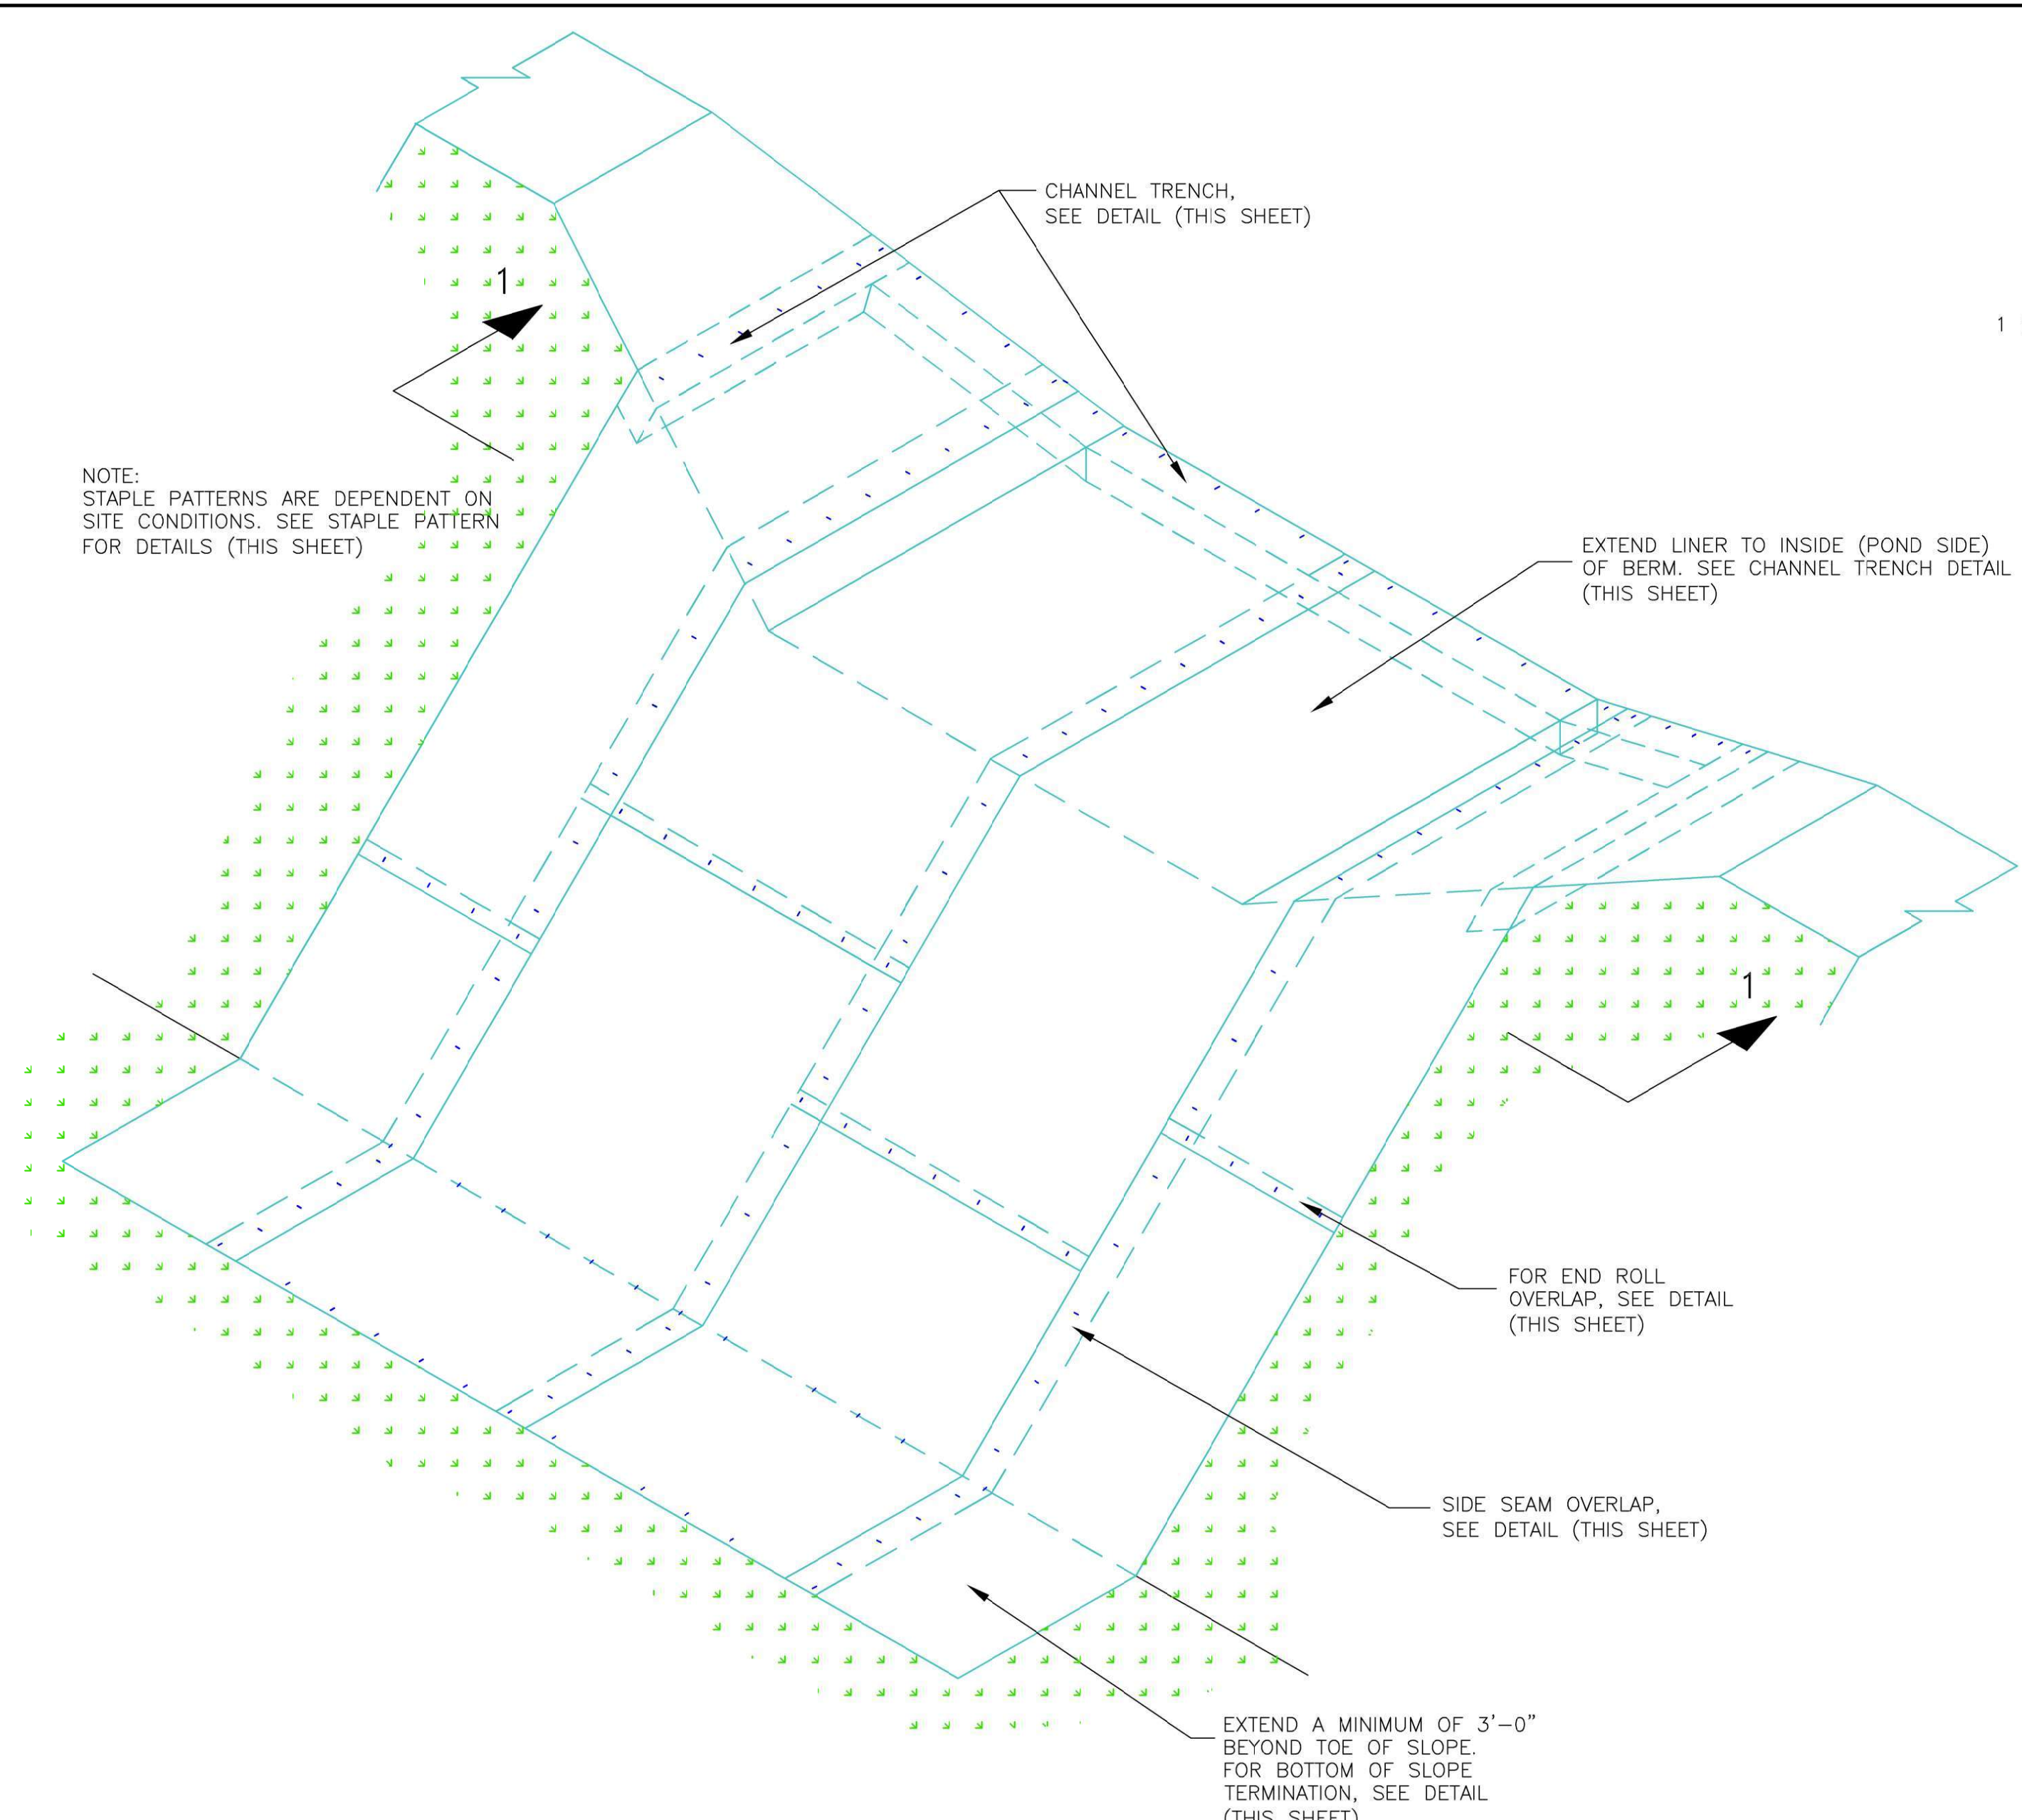 CHANNEL TRENCH,
SEE DETAIL (THIS SHEET)
1
1
NOTE:
STAPLE PATTERNS ARE DEPENDENT ON
SITE CONDITIONS. SEE STAPLE PATTERN
FOR DETAILS (THIS SHEET)
EXTEND LINER TO INSIDE (POND SIDE)
OF BERM. SEE CHANNEL TRENCH DETAIL
(THIS SHEET)
1
FOR END ROLL
OVERLAP, SEE DETAIL
(THIS SHEET)
SIDE SEAM OVERLAP,
SEE DETAIL (THIS SHEET)
EXTEND A MINIMUM OF 3'-0"
BEYOND TOE OF SLOPE.
FOR BOTTOM OF SLOPE
TERMINATION, SEE DETAIL
(THIS SHEET)